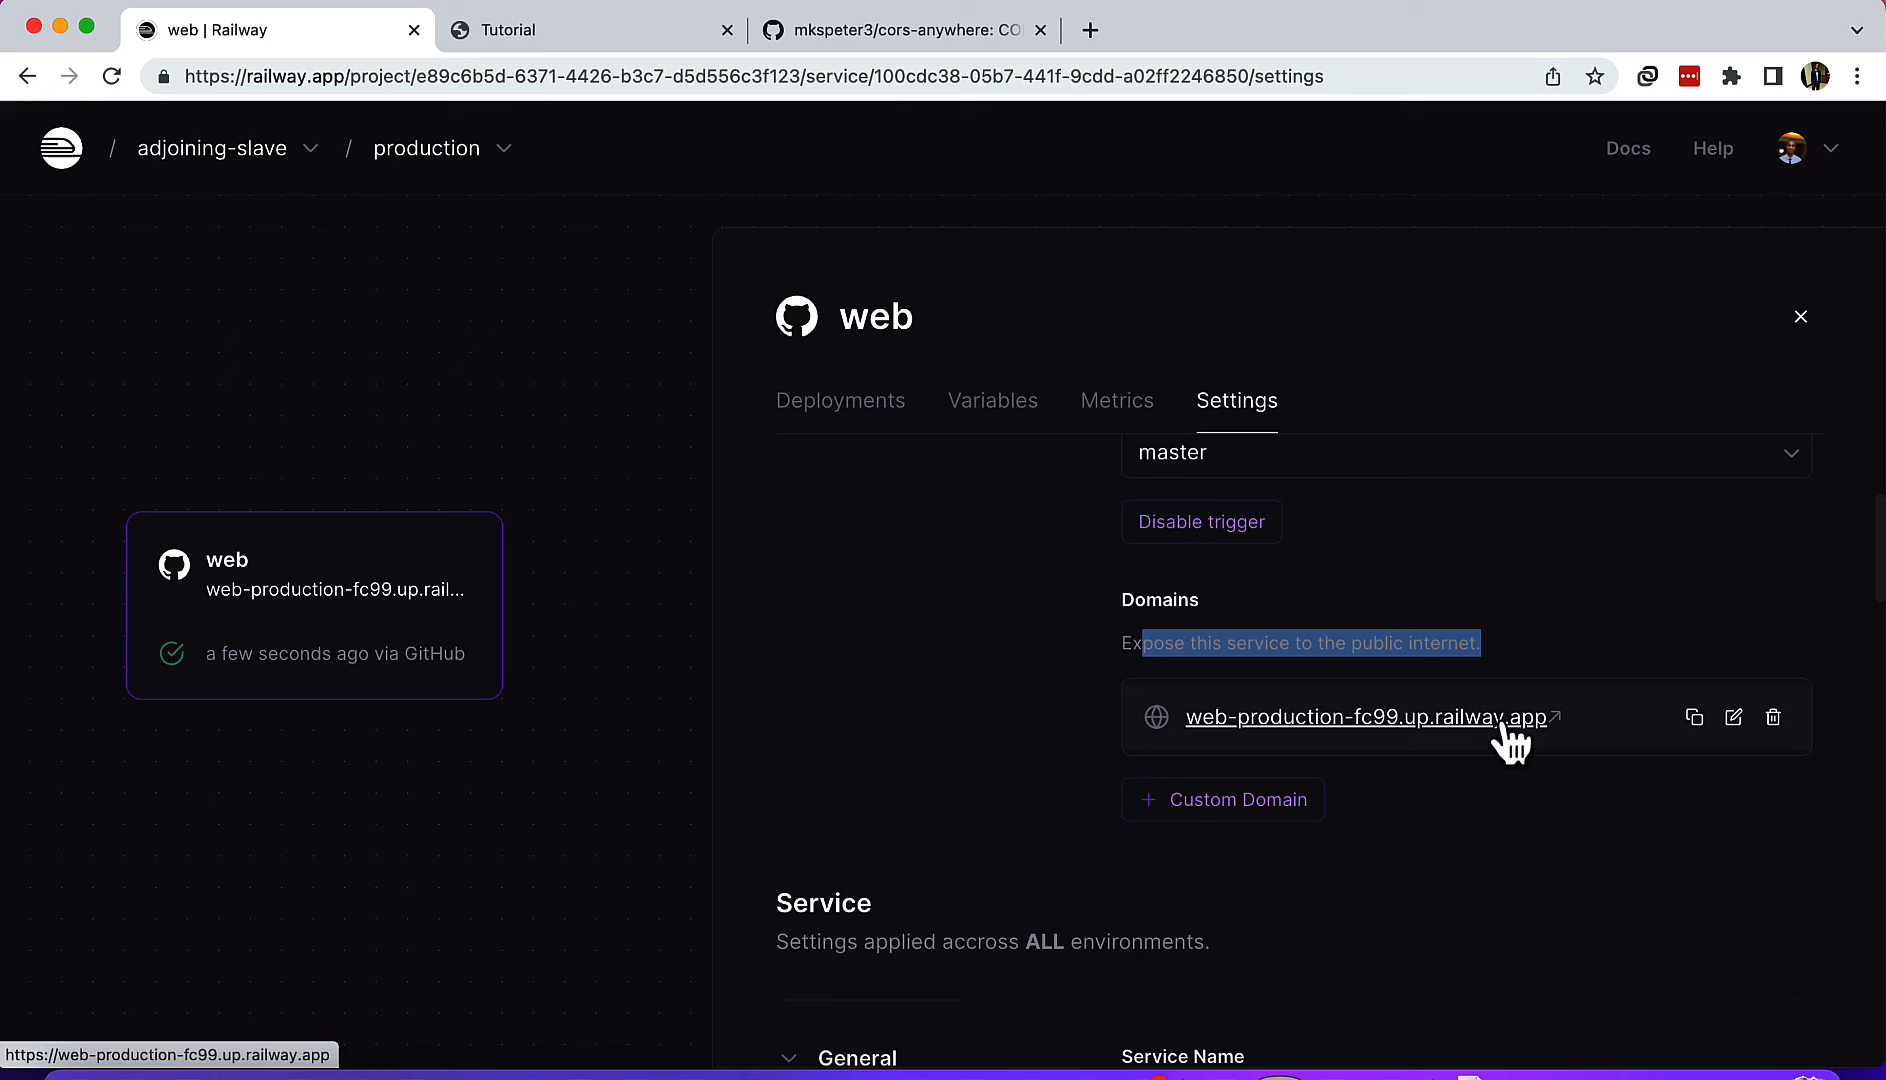 web | Railway
Tutorial
mkspeter3/cors-anywhere: CO
https://railway.app/project/e89c6b5d-6371-4426-b3c7-d5d556c3f123/service/100cdc38-05b7-441f-9cdd-a02ff2246850/settings
/ adjoining-slave / production
Docs
Help
web
Deployments
Variables
Metrics
Settings
master
Disable trigger
web
web-production-fc99.up.rail...
a few seconds ago via GitHub
Domains
Expose this service to the public internet.
web-production-fc99.up.railway.app
+ Custom Domain
Service
Settings applied accross ALL environments.
General
Service Name
https://web-production-fc99.up.railway.app